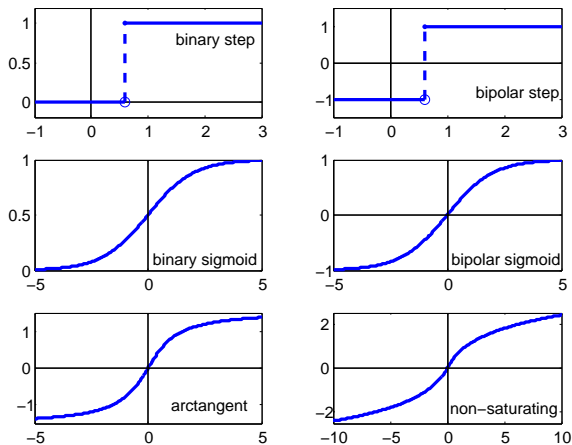 1
0.5
0
binary step
−1 0 1 2 3
1
0
−1
bipolar step
−1 0 1 2 3
1
0.5
0
binary sigmoid
−5 0 5
1
0
−1
bipolar sigmoid
−5 0 5
1
0
−1
arctangent
−5 0 5
2
0
−2
non−saturating
−10 −5 0 5 10